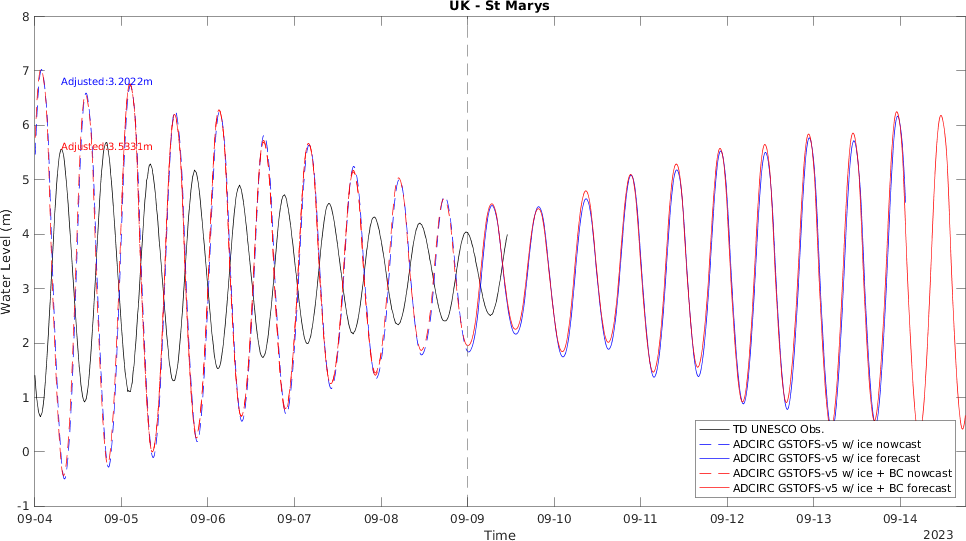 UK - St Marys
8
7
6
5
4
3
2
1
0
-1
Water Level (m)
Adjusted:3.2022m
Adjusted:3.5331m
TD UNESCO Obs.
ADCIRC GSTOFS-v5 w/ ice nowcast
ADCIRC GSTOFS-v5 w/ ice forecast
ADCIRC GSTOFS-v5 w/ ice + BC nowcast
ADCIRC GSTOFS-v5 w/ ice + BC forecast
09-04 09-05 09-06 09-07 09-08 09-09 09-10 09-11 09-12 09-13 09-14
Time
2023